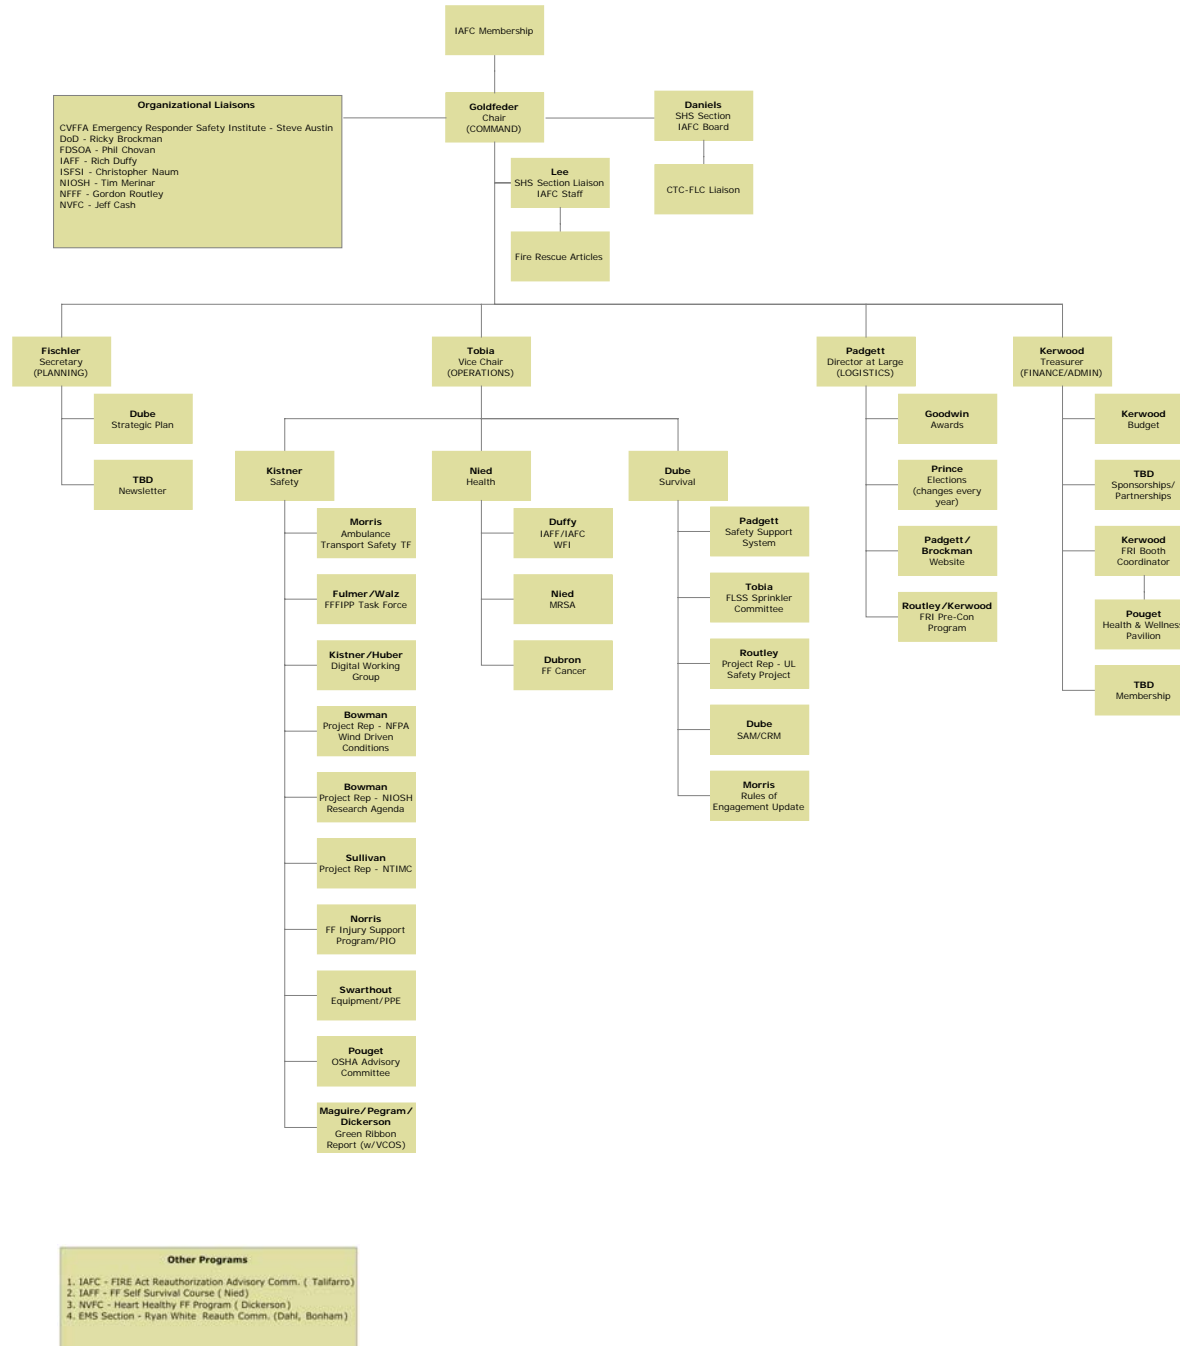 IAFC Membership
Organizational Liaisons
CVFFA Emergency Responder Safety Institute - Steve Austin
DoD - Ricky Brockman
FDSOA - Phil Chovan
IAFF - Rich Duffy
ISFSI - Christopher Naum
NIOSH - Tim Merinar
NFFF - Gordon Routley
NVFC - Jeff Cash
Goldfeder
Chair
(COMMAND)
Daniels
SHS Section
IAFC Board
Lee
SHS Section Liaison
IAFC Staff
CTC-FLC Liaison
Fire Rescue Articles
Fischler
Secretary
(PLANNING)
Dube
Strategic Plan
TBD
Newsletter
Tobia
Vice Chair
(OPERATIONS)
Kistner
Safety
Morris
Ambulance
Transport Safety TF
Fulmer/Walz
FFFIPP Task Force
Kistner/Huber
Digital Working
Group
Bowman
Project Rep - NFPA
Wind Driven
Conditions
Bowman
Project Rep - NIOSH
Research Agenda
Sullivan
Project Rep - NTIMC
Norris
FF Injury Support
Program/PIO
Swarthout
Equipment/PPE
Pouget
OSHA Advisory
Committee
Maguire/Pegram/
Dickerson
Green Ribbon
Report (w/VCOS)
Nied
Health
Duffy
IAFF/IAFC
WFI
Nied
MRSA
Dubron
FF Cancer
Dube
Survival
Padgett
Safety Support
System
Tobia
FLSS Sprinkler
Committee
Routley
Project Rep - UL
Safety Project
Dube
SAM/CRM
Morris
Rules of
Engagement Update
Padgett
Director at Large
(LOGISTICS)
Goodwin
Awards
Prince
Elections
(changes every
year)
Padgett/
Brockman
Website
Routley/Kerwood
FRI Pre-Con
Program
Kerwood
Treasurer
(FINANCE/ADMIN)
Kerwood
Budget
TBD
Sponsorships/
Partnerships
Kerwood
FRI Booth
Coordinator
Pouget
Health & Wellness
Pavilion
TBD
Membership
Other Programs
1. IAFC - FIRE Act Reauthorization Advisory Comm. ( Talifarro)
2. IAFF - FF Self Survival Course ( Nied)
3. NVFC - Heart Healthy FF Program ( Dickerson)
4. EMS Section - Ryan White Reauth Comm. (Dahl, Bonham)